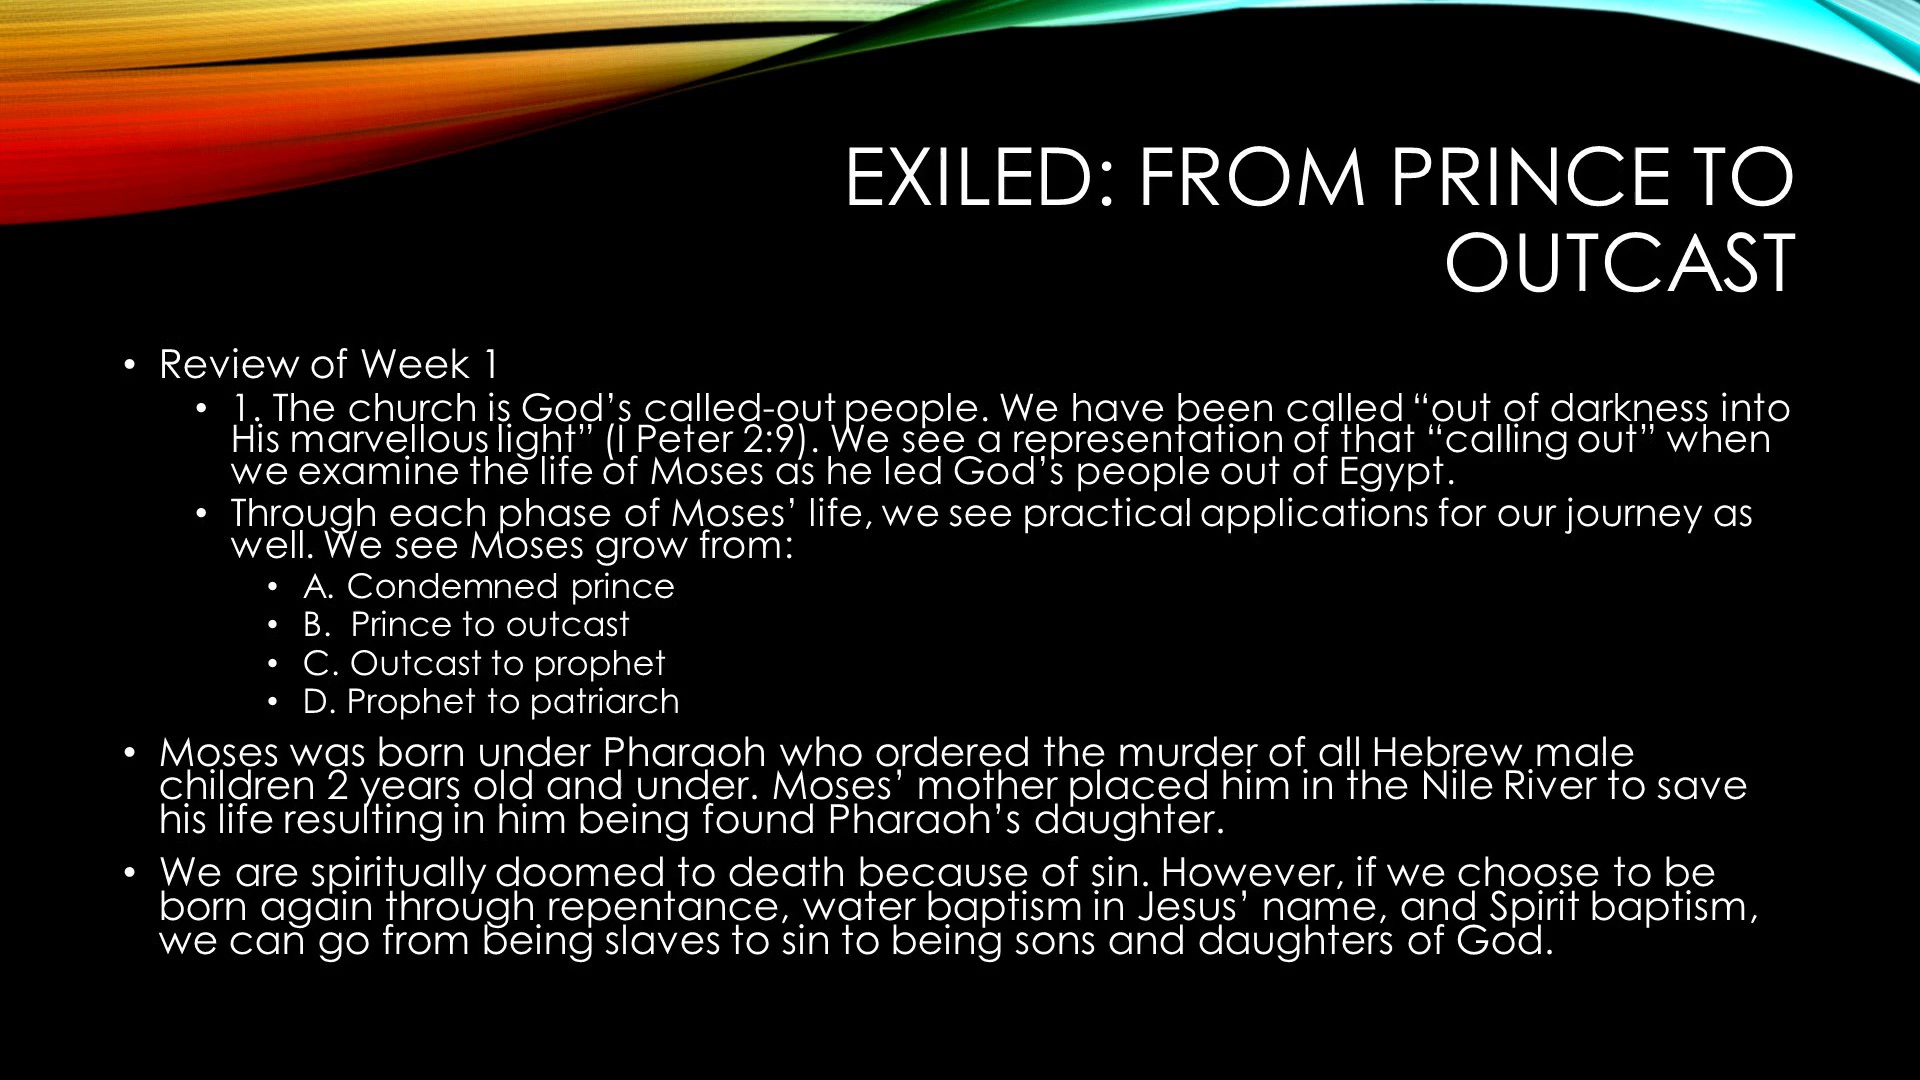 EXILED: FROM PRINCE TO
OUTCAST
• Review of Week 1
• 1. The church is God’s called-out people. We have been called “out of darkness into
His marvellous light” (I Peter 2:9). We see a representation of that “calling out” when
we examine the life of Moses as he led God’s people out of Egypt.
• Through each phase of Moses’ life, we see practical applications for our journey as
well. We see Moses grow from:
• A. Condemned prince
• B. Prince to outcast
• C. Outcast to prophet
• D. Prophet to patriarch
• Moses was born under Pharaoh who ordered the murder of all Hebrew male
children 2 years old and under. Moses’ mother placed him in the Nile River to save
his life resulting in him being found Pharaoh’s daughter.
• We are spiritually doomed to death because of sin. However, if we choose to be
born again through repentance, water baptism in Jesus’ name, and Spirit baptism,
we can go from being slaves to sin to being sons and daughters of God.